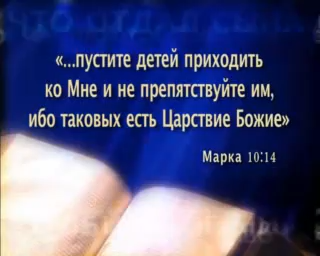 «...пустите детей приходить
ко Мне и не препятствуйте им,
ибо таковых есть Царствие Божие»
Марка 10:14